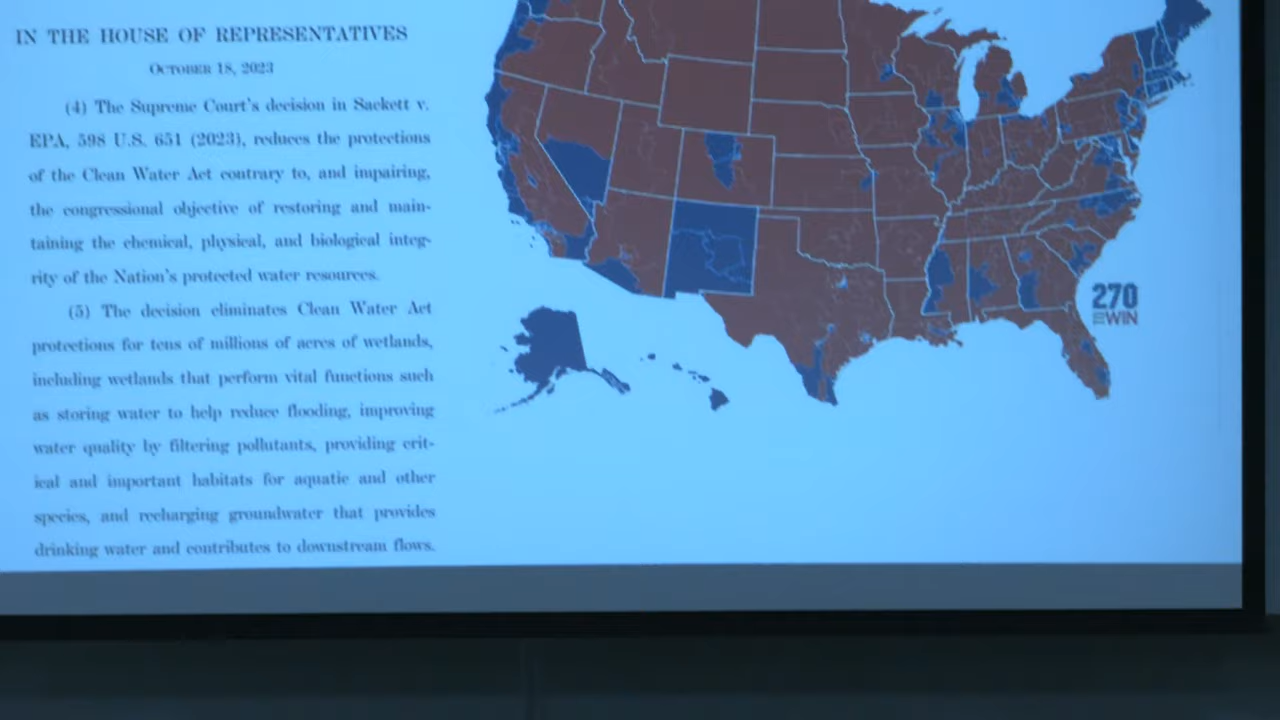 IN THE HOUSE OF REPRESENTATIVES
OCTOBER 18, 2023
(4) The Supreme Court's decision in Sackett v.
EPA, 598 U.S. 651 (2023), reduces the protections
of the Clean Water Act contrary to, and impairing,
the congressional objective of restoring and main-
taining the chemical, physical, and biological integ-
rity of the Nation's protected water resources.
(5) The decision eliminates Clean Water Act
protections for tens of millions of acres of wetlands,
including wetlands that perform vital functions such
as storing water to help reduce flooding, improving
water quality by filtering pollutants, providing crit-
ical and important habitats for aquatic and other
species, and recharging groundwater that provides
drinking water and contributes to downstream flows.
270
TO WIN